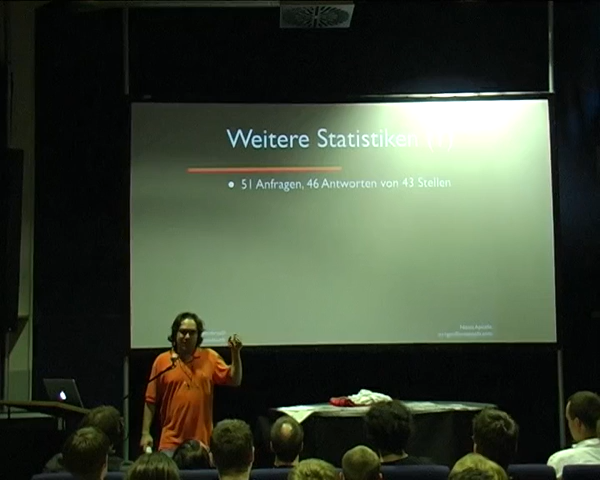 Weitere Statistiken
• 51 Anfragen, 46 Antworten von 43 Stellen